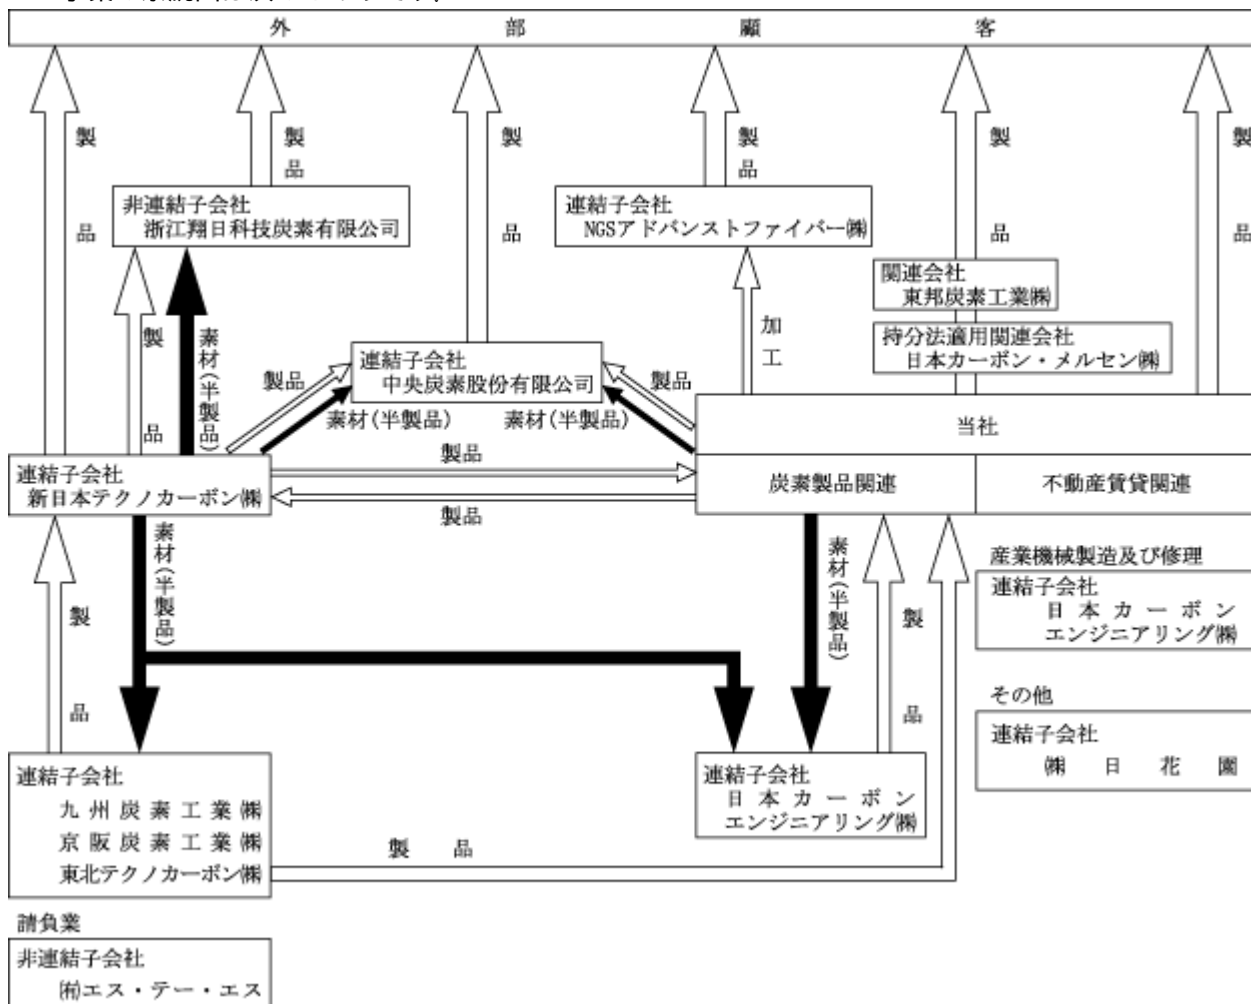 外部顧客
製品
製品
製品
製品
製品
製品
非連結子会社
浙江翔日科技炭素有限公司
連結子会社
NGSアドバンストファイバー㈱
関連会社
東邦炭素工業㈱
持分法適用関連会社
日本カーボン・メルセン㈱
製品
素材(半製品)
加工
連結子会社
中央炭素股份有限公司
製品
製品
素材(半製品)
素材(半製品)
当社
炭素製品関連
不動産賃貸関連
連結子会社
新日本テクノカーボン㈱
製品
製品
素材(半製品)
製品
素材(半製品)
製品
産業機械製造及び修理
連結子会社
日本カーボン
エンジニアリング㈱
その他
連結子会社
㈱日花園
連結子会社
九州炭素工業㈱
京阪炭素工業㈱
東北テクノカーボン㈱
連結子会社
日本カーボン
エンジニアリング㈱
製品
請負業
非連結子会社
㈲エス・テー・エス